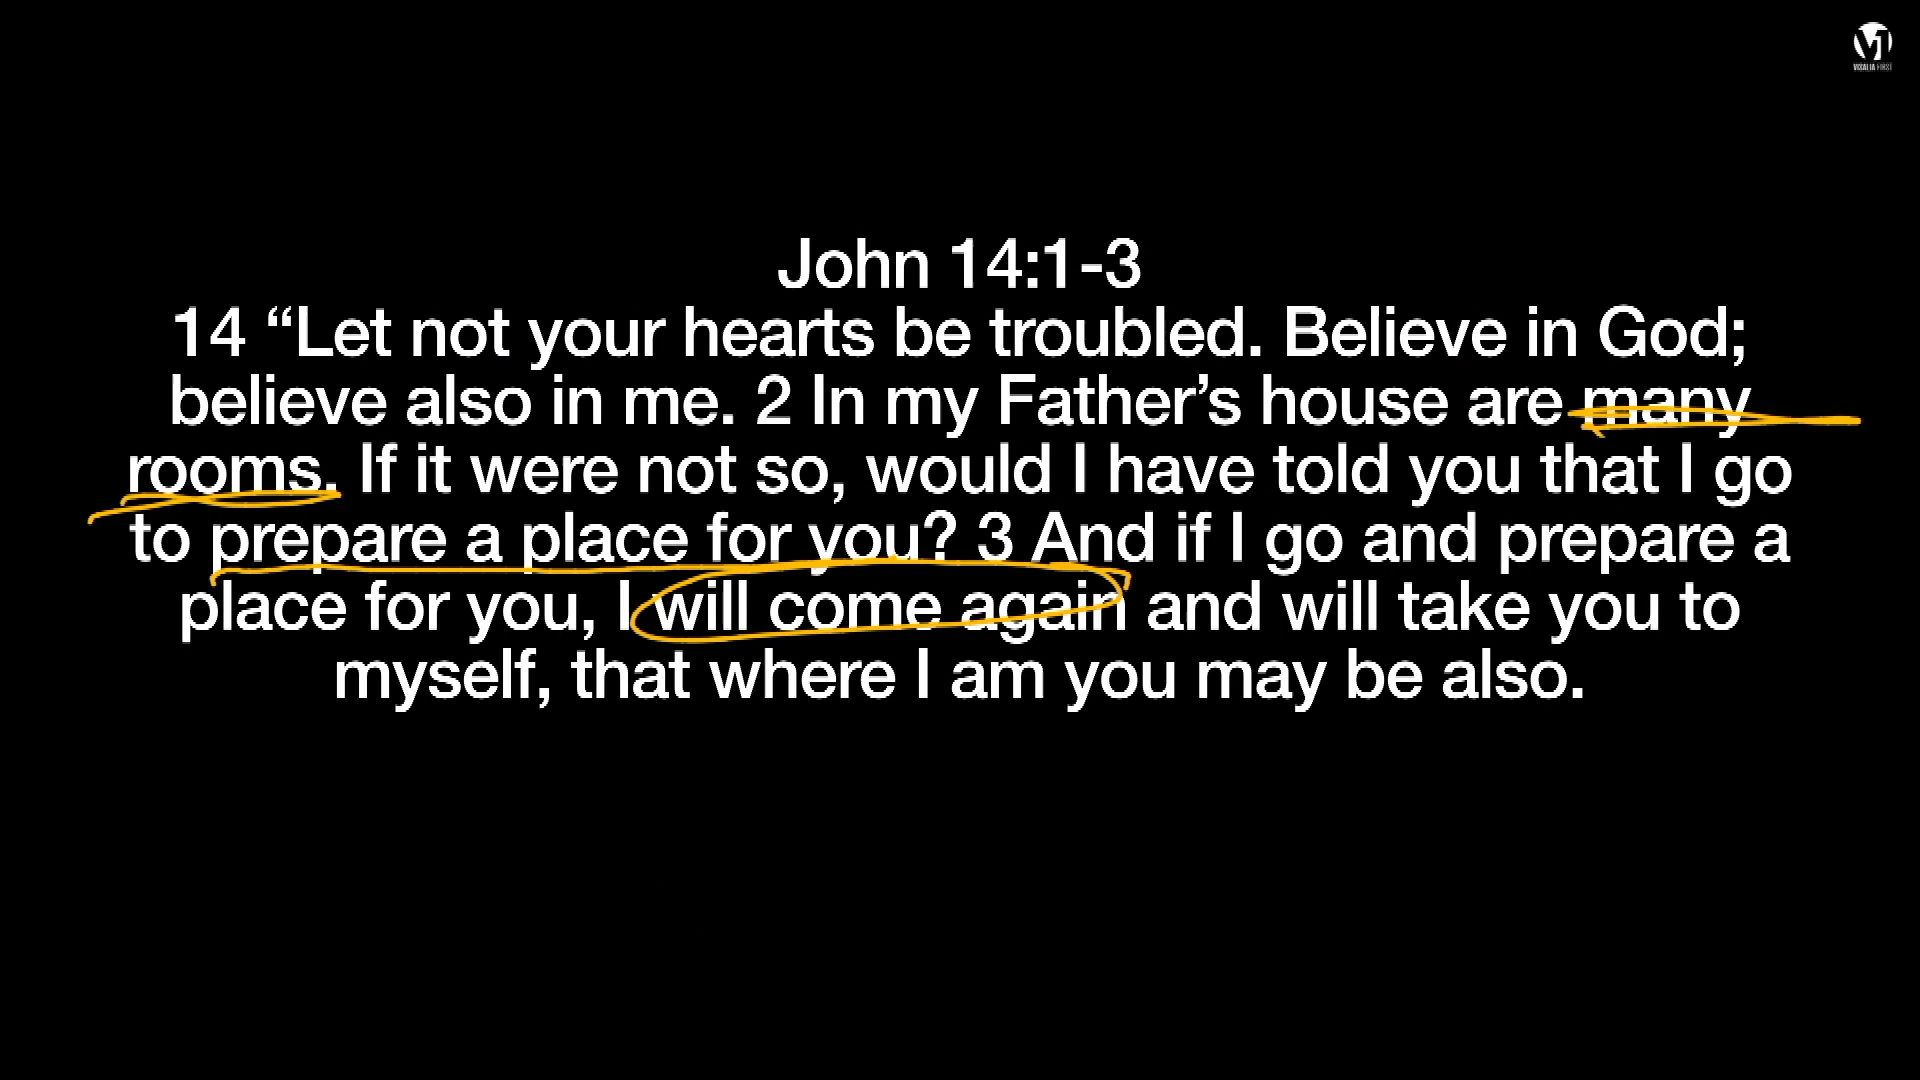 VISALIA FIRST
John 14:1-3
14 “Let not your hearts be troubled. Believe in God;
believe also in me. 2 In my Father’s house are many
rooms. If it were not so, would I have told you that I go
to prepare a place for you? 3 And if I go and prepare a
place for you, I will come again and will take you to
myself, that where I am you may be also.